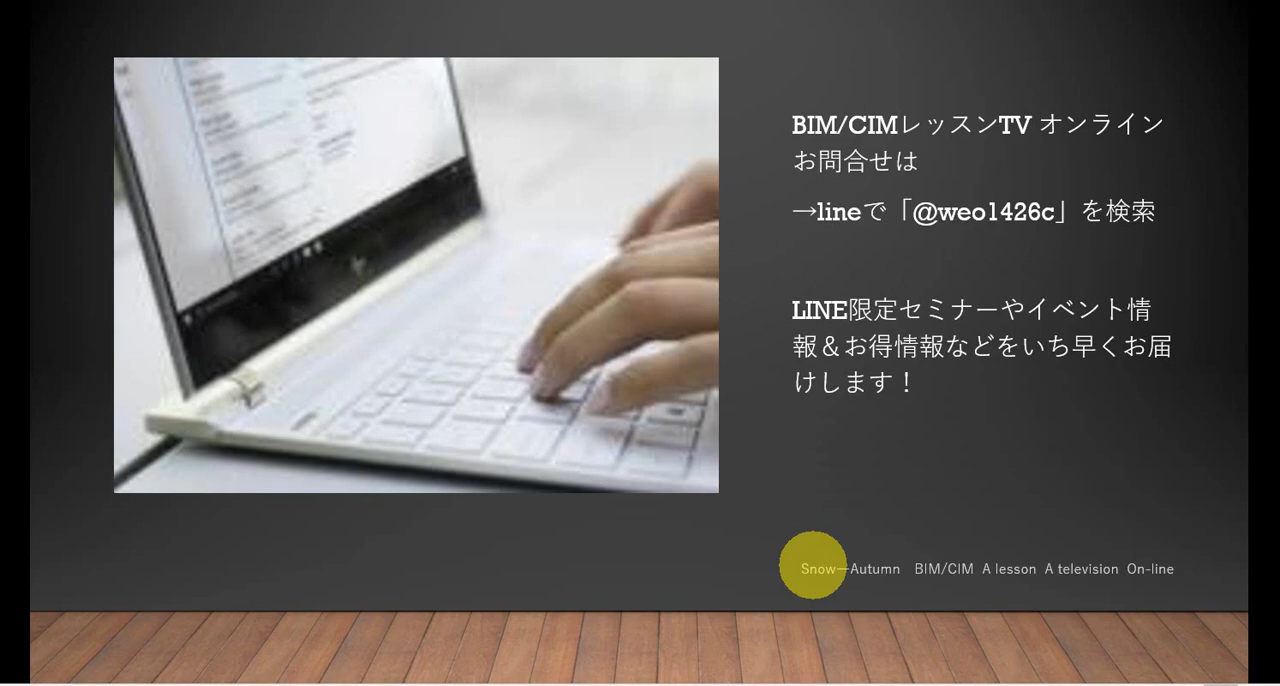 BIM/CIMレッスンTV オンライン
お問合せは
→lineで「@weo1426c」を検索
LINE限定セミナーやイベント情
報＆お得情報などをいち早くお届
けします！
Snow－Autumn BIM/CIM A lesson A television On-line